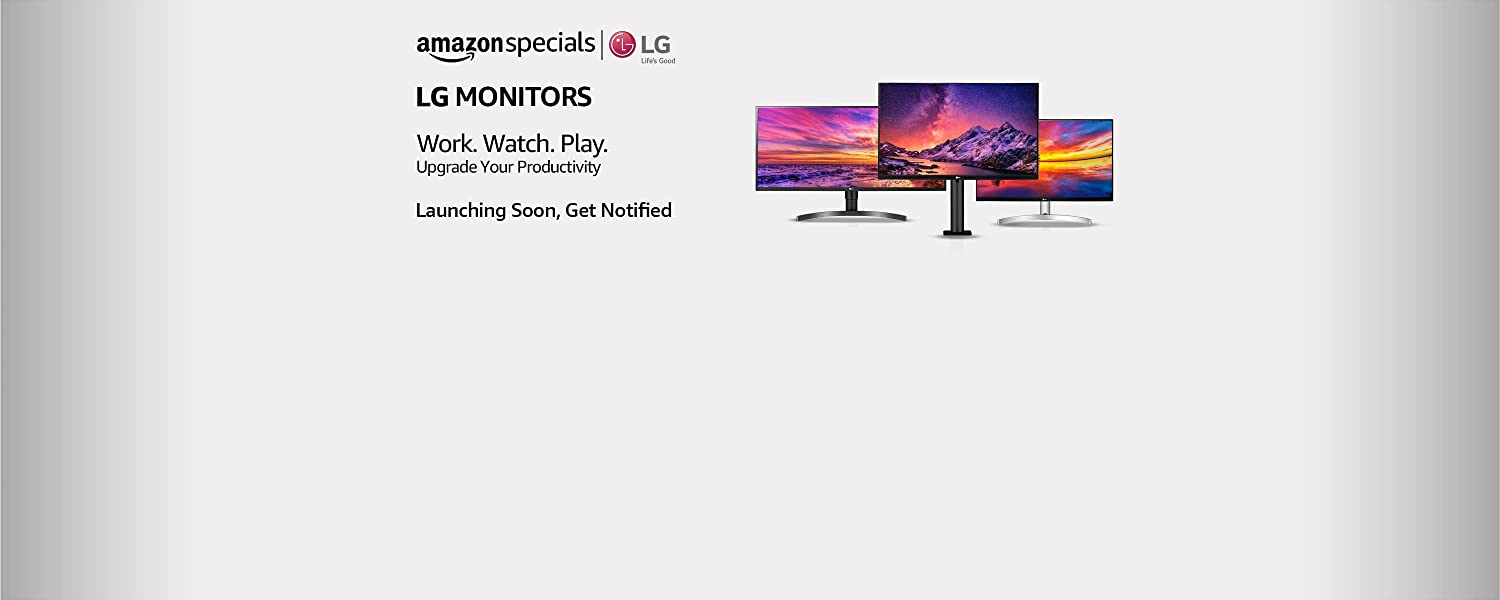 amazonspecials | LG
Life's Good
LG MONITORS
Work. Watch. Play.
Upgrade Your Productivity
Launching Soon, Get Notified